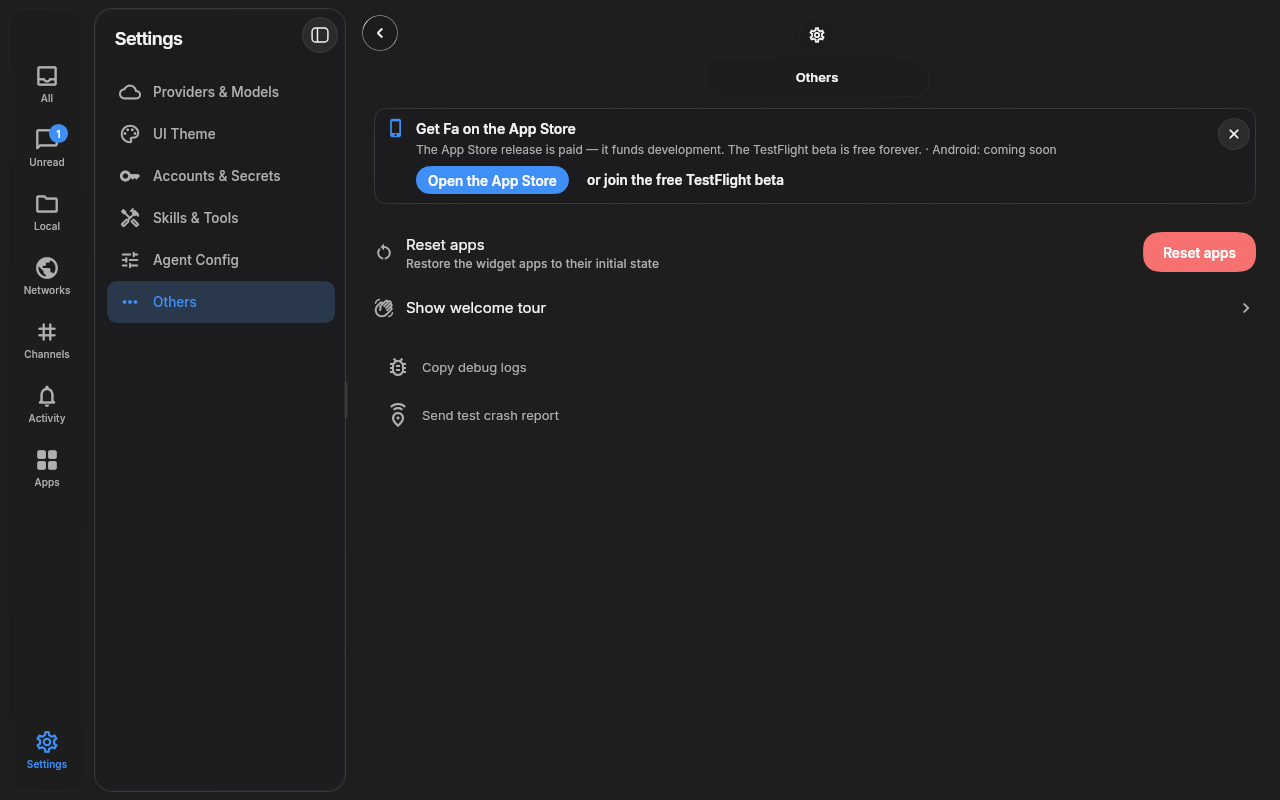 Settings
All
1
Unread
Local
Networks
Channels
Activity
Apps
Settings
Providers & Models
UI Theme
Accounts & Secrets
Skills & Tools
Agent Config
Others
Others
Get Fa on the App Store
The App Store release is paid — it funds development. The TestFlight beta is free forever. · Android: coming soon
Open the App Store or join the free TestFlight beta
Reset apps
Restore the widget apps to their initial state
Reset apps
Show welcome tour
Copy debug logs
Send test crash report